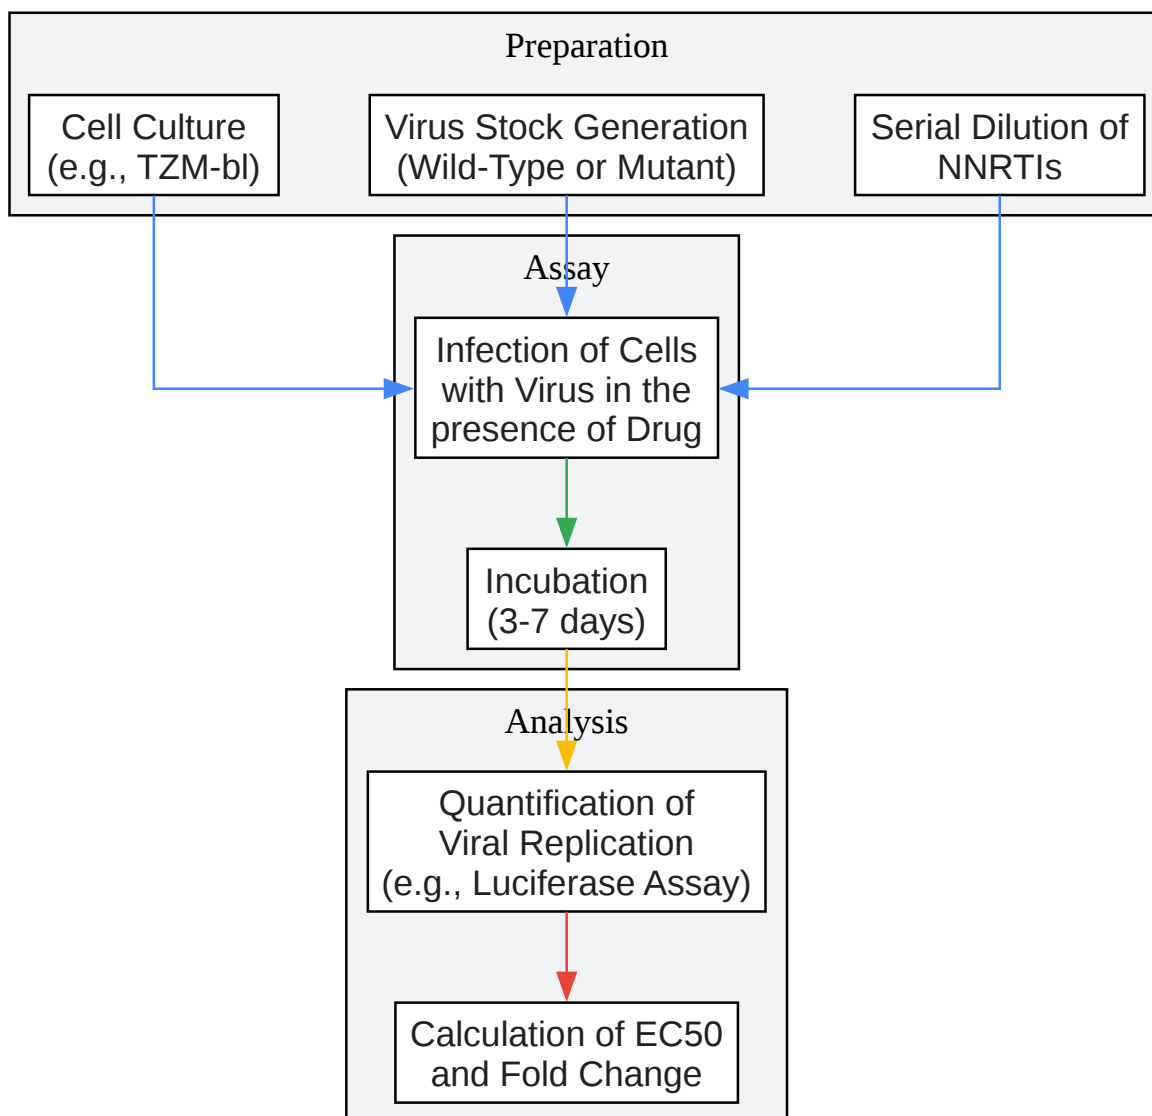 Preparation
Cell Culture
(e.g., TZM-bl)
Virus Stock Generation
(Wild-Type or Mutant)
Serial Dilution of
NNRTIs
Assay
Infection of Cells
with Virus in the
presence of Drug
Incubation
(3-7 days)
Analysis
Quantification of
Viral Replication
(e.g., Luciferase Assay)
Calculation of EC50
and Fold Change